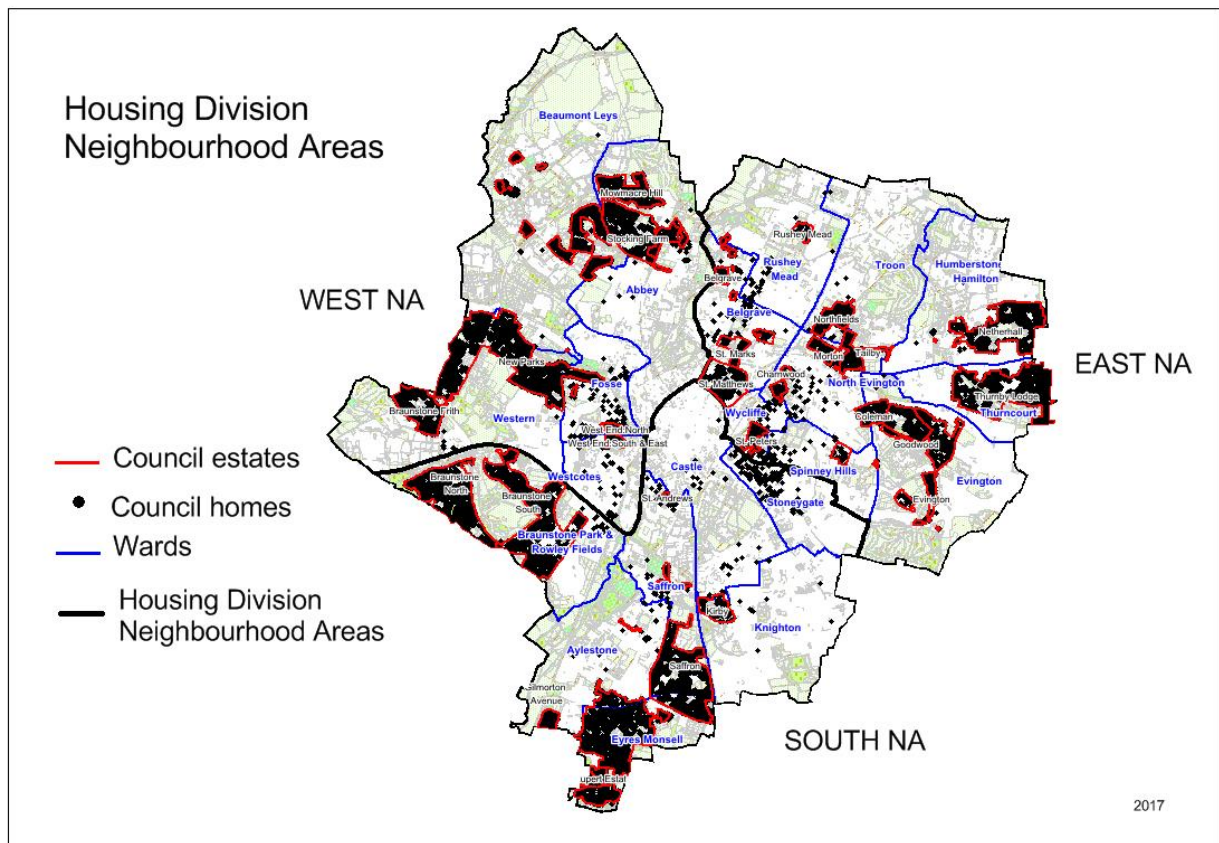 Housing Division
Neighbourhood Areas
Beaumont Leys
Mowmacre Hill
Stocking Farm
Rushey Mead
Rushey
Mead
Troon
Humberstone
Hamilton
Belgrave
Abbey
WEST NA
Belgrave
Northfields
Netherhall
EAST NA
St. Marks
Morton
Tailby
New Parks
Charnwood
Fosse
St. Matthews
North Evington
Thurnby Lodge
Thurncourt
Braunstone Frith
Western
Wycliffe
Coleman
West End:North
West End:South & East
St. Peters
Goodwood
Castle
Spinney Hills
Westcotes
Evington
Braunstone
North
Braunstone
South
St. Andrews
Stoneygate
Evington
Council estates
Council homes
Wards
Housing Division
Neighbourhood Areas
Braunstone Park &
Rowley Fields
Saffron
Kirby
Knighton
Aylestone
Saffron
Gilmorton
Avenue
Eyres Monsell
SOUTH NA
upert Estat
2017